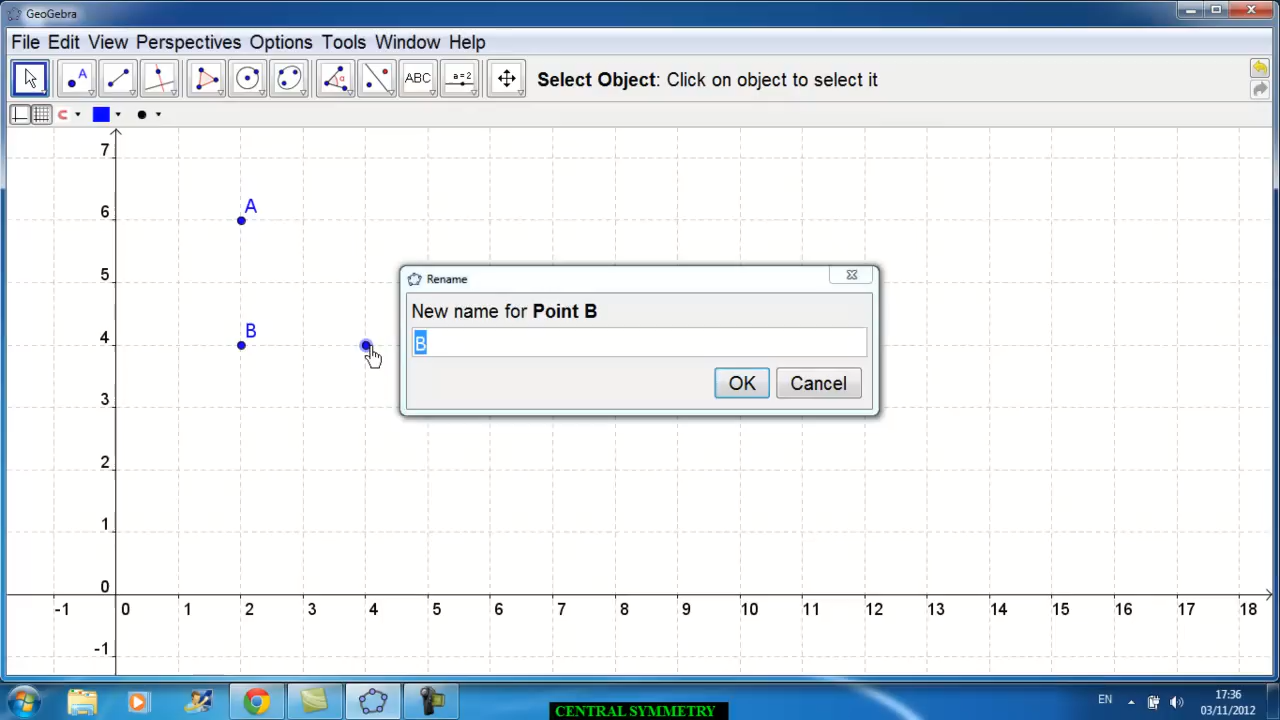 GeoGebra
File Edit View Perspectives Options Tools Window Help
A α ABC a=2 Select Object: Click on object to select it
7
A
6
5
B
4
3
2
1
0
-1 0 1 2 3 4 5 6 7 8 9 10 11 12 13 14 15 16 17 18
-1
Rename
New name for Point B
B
OK Cancel
EN 17:36
03/11/2012
CENTRAL SYMMETRY